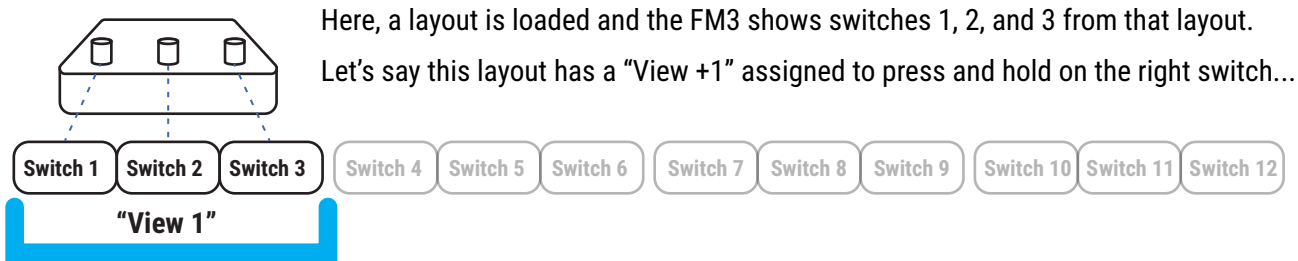 Here, a layout is loaded and the FM3 shows switches 1, 2, and 3 from that layout.
Let’s say this layout has a “View +1” assigned to press and hold on the right switch...
Switch 1 Switch 2 Switch 3 Switch 4 Switch 5 Switch 6 Switch 7 Switch 8 Switch 9 Switch 10 Switch 11 Switch 12
“View 1”